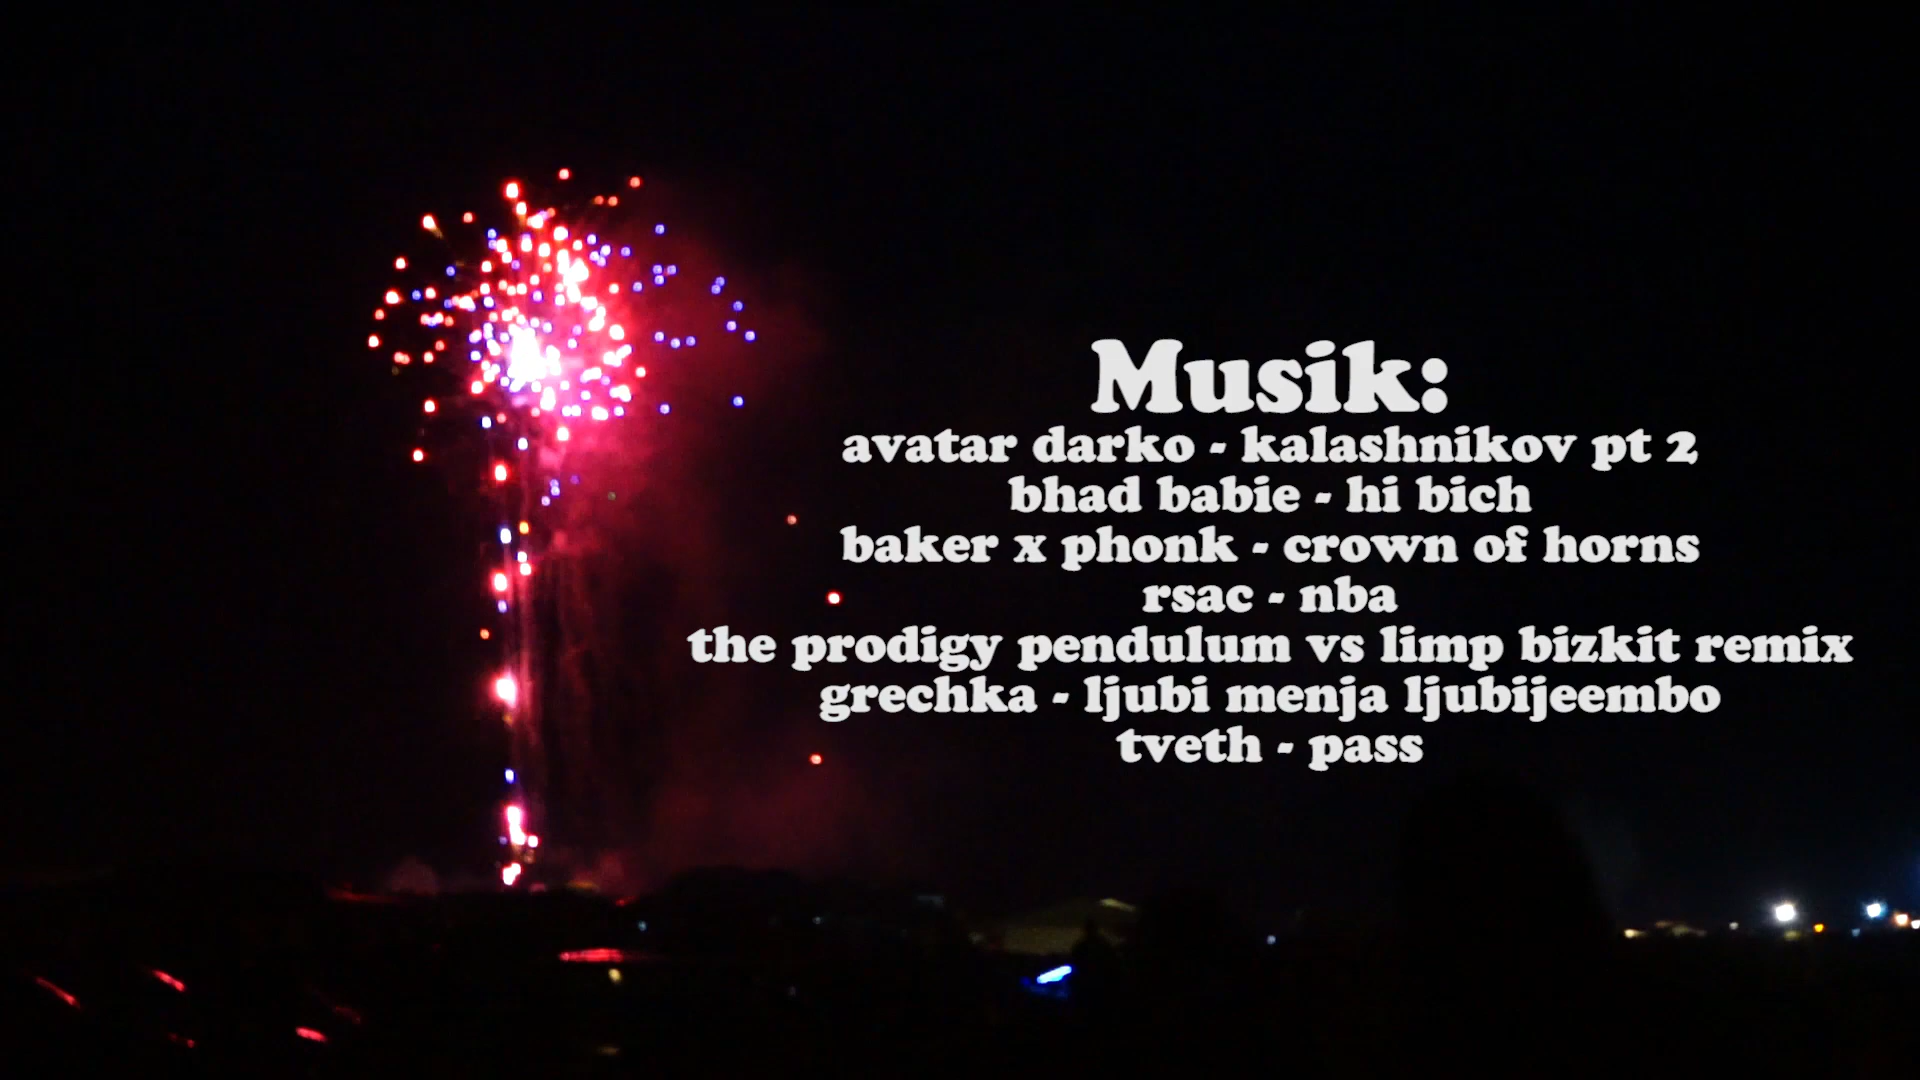 Musik:
avatar darko - kalashnikov pt 2
bhad babie - hi bich
baker x phonk - crown of horns
rsac - nba
the prodigy pendulum vs limp bizkit remix
grechka - ljubi menja ljubijeembo
tveth - pass